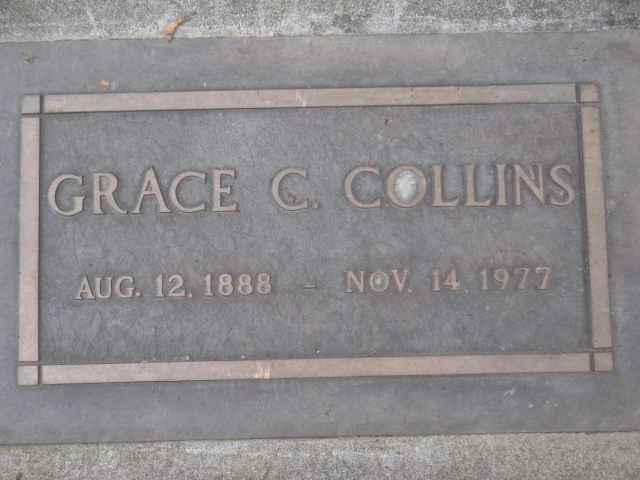 GRACE C. COLLINS
AUG. 12, 1888 - NOV. 14, 1977